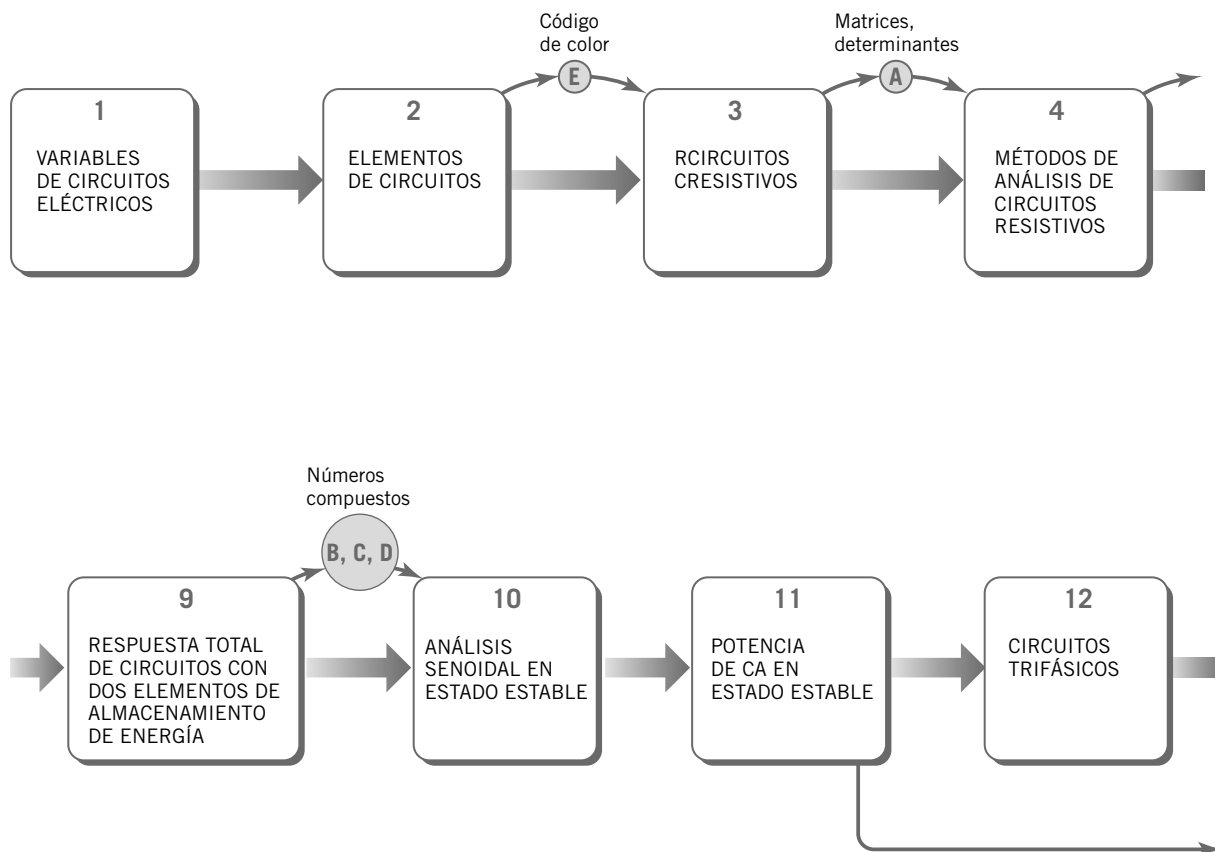 Código
de color
E
Matrices,
determinantes
A
1
VARIABLES
DE CIRCUITOS
ELÉCTRICOS
2
ELEMENTOS
DE CIRCUITOS
3
RCIRCUITOS
CRESISTIVOS
4
MÉTODOS DE
ANÁLISIS DE
CIRCUITOS
RESISTIVOS
Números
compuestos
B, C, D
9
RESPUESTA TOTAL
DE CIRCUITOS CON
DOS ELEMENTOS DE
ALMACENAMIENTO
DE ENERGÍA
10
ANÁLISIS
SENOIDAL EN
ESTADO ESTABLE
11
POTENCIA
DE CA EN
ESTADO ESTABLE
12
CIRCUITOS
TRIFÁSICOS